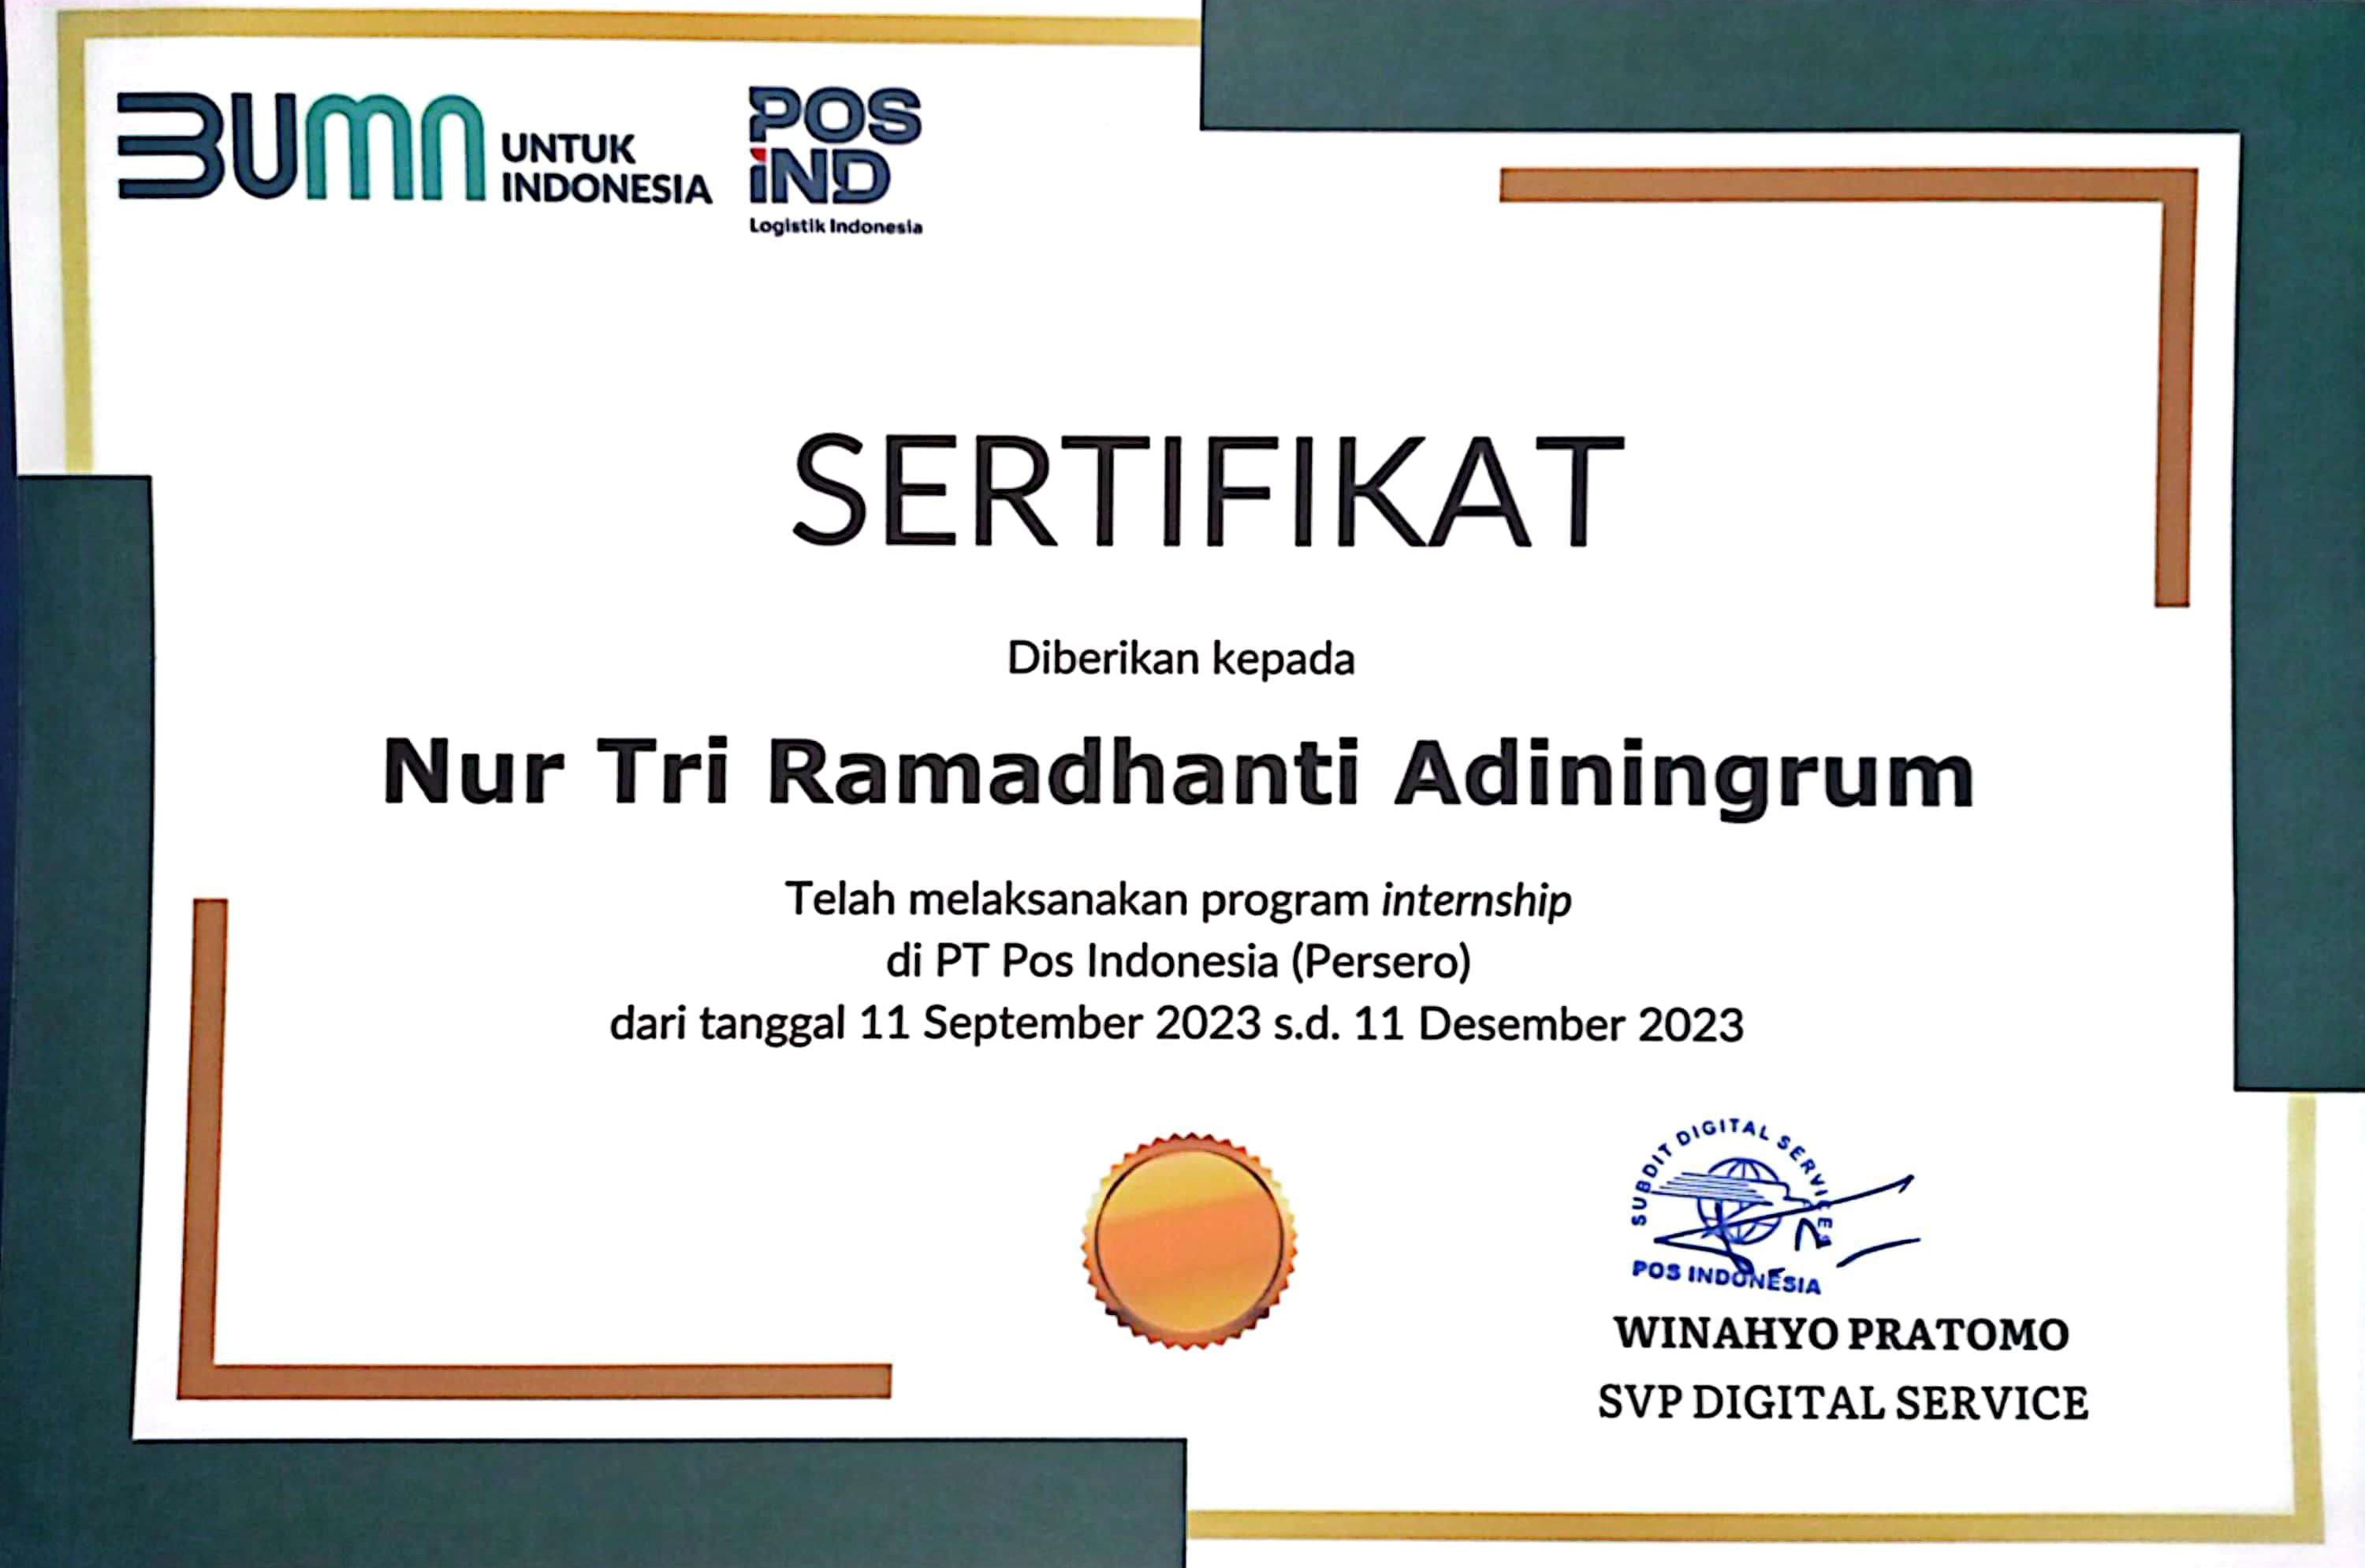 BUMN UNTUK
INDONESIA
POS
IND
Logistik Indonesia
SERTIFIKAT
Diberikan kepada
Nur Tri Ramadhanti Adiningrum
Telah melaksanakan program internship
di PT Pos Indonesia (Persero)
dari tanggal 11 September 2023 s.d. 11 Desember 2023
SUBDIT DIGITAL SERVICES
POS INDONESIA
WINAHYO PRATOMO
SVP DIGITAL SERVICE